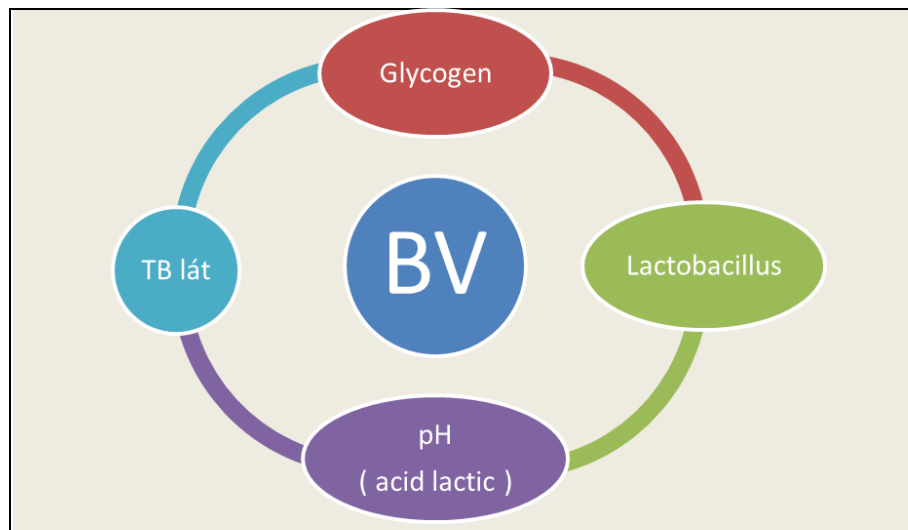 Glycogen
BV
TB lát
Lactobacillus
pH
( acid lactic )